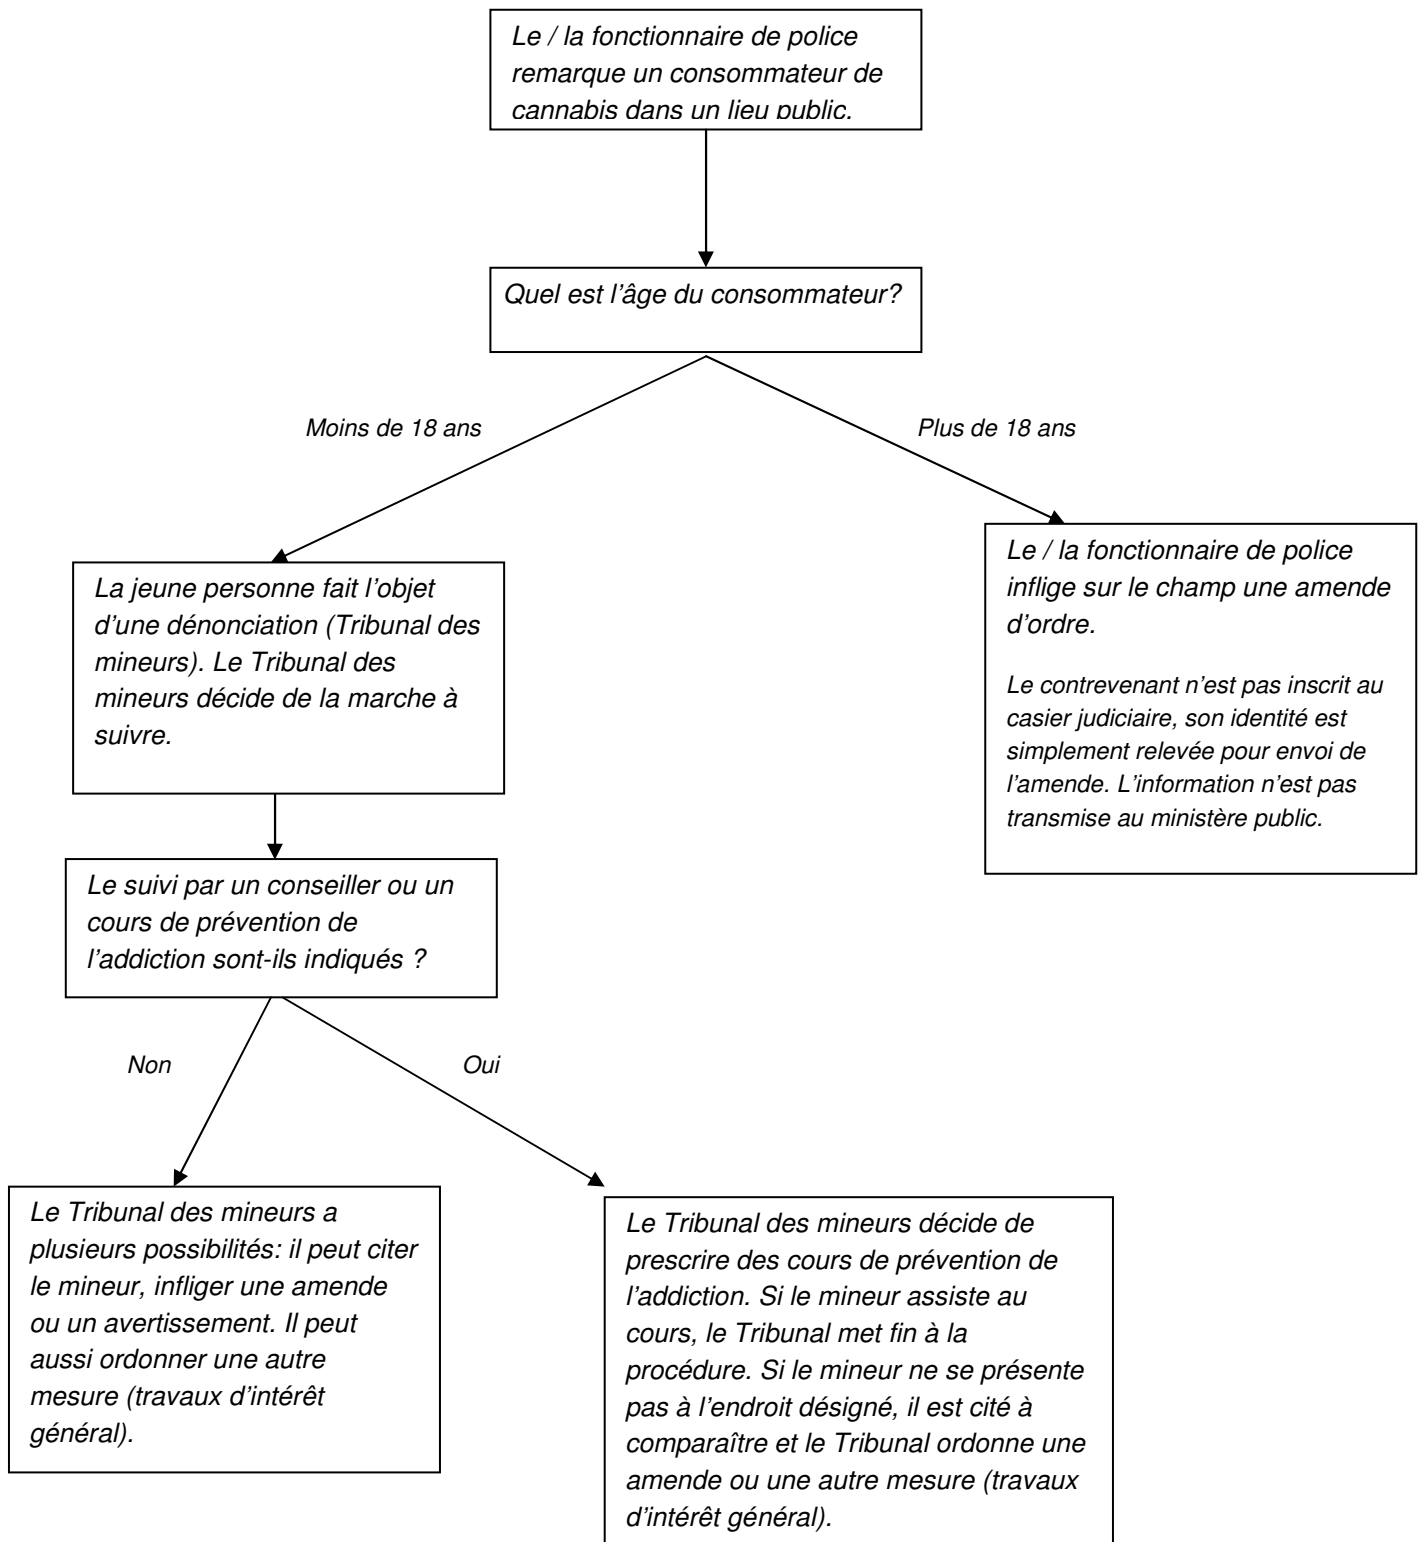 Le / la fonctionnaire de police
remarque un consommateur de
cannabis dans un lieu public.
Quel est l’âge du consommateur?
Moins de 18 ans
Plus de 18 ans
Le / la fonctionnaire de police
inflige sur le champ une amende
d’ordre.
Le contrevenant n’est pas inscrit au
casier judiciaire, son identité est
simplement relevée pour envoi de
l’amende. L’information n’est pas
transmise au ministère public.
La jeune personne fait l’objet
d’une dénonciation (Tribunal des
mineurs). Le Tribunal des
mineurs décide de la marche à
suivre.
Le suivi par un conseiller ou un
cours de prévention de
l’addiction sont-ils indiqués ?
Non
Oui
Le Tribunal des mineurs a
plusieurs possibilités: il peut citer
le mineur, infliger une amende
ou un avertissement. Il peut
aussi ordonner une autre
mesure (travaux d’intérêt
général).
Le Tribunal des mineurs décide de
prescrire des cours de prévention de
l’addiction. Si le mineur assiste au
cours, le Tribunal met fin à la
procédure. Si le mineur ne se présente
pas à l’endroit désigné, il est cité à
comparaître et le Tribunal ordonne une
amende ou une autre mesure (travaux
d’intérêt général).